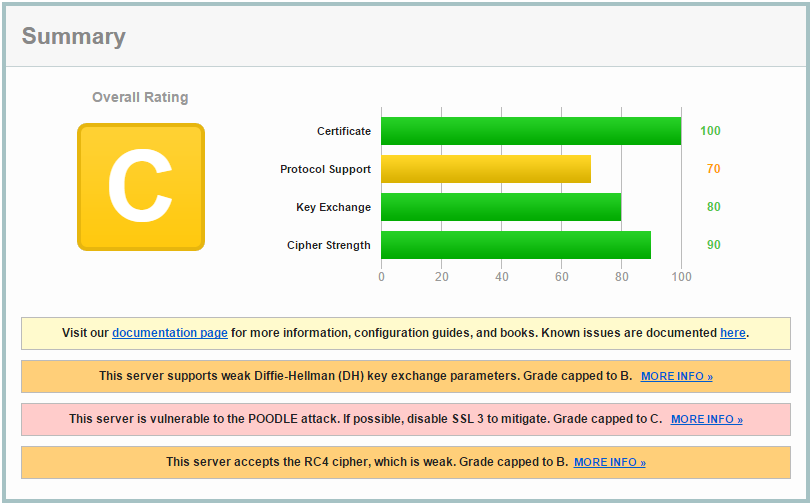 Summary
Overall Rating
C
Certificate 100
Protocol Support 70
Key Exchange 80
Cipher Strength 90
0 20 40 60 80 100
Visit our documentation page for more information, configuration guides, and books. Known issues are documented here.
This server supports weak Diffie-Hellman (DH) key exchange parameters. Grade capped to B. MORE INFO »
This server is vulnerable to the POODLE attack. If possible, disable SSL 3 to mitigate. Grade capped to C. MORE INFO »
This server accepts the RC4 cipher, which is weak. Grade capped to B. MORE INFO »